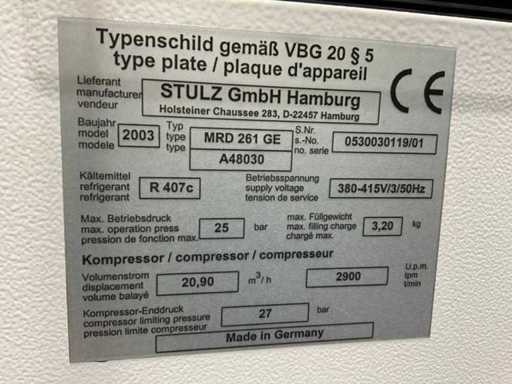 Typenschild gemäß VBG 20 § 5
type plate / plaque d'appareil
Lieferant
manufacturer
vendeur
STULZ GmbH Hamburg
Holsteiner Chaussee 283, D-22457 Hamburg
CE
Baujahr
model
modele
2003
Typ
type
type
MRD 261 GE
A48030
S.Nr.
s.-No.
no. serie
0530030119/01
Kältemittel
refrigerant
refrigerant
R 407c
Betriebsspannung
supply voltage
tension de service
380-415V/3/50Hz
Max. Betriebsdruck
max. operation press
pression de fonction max.
25
bar
max. Füllgewicht
max. filling charge
chargé max.
3,20
kg
Kompressor / compressor / compresseur
Volumenstrom
displacement
volume balayé
20,90
m³/h
2900
U.p.m.
rpm
t/min
Kompressor-Enddruck
compressor limiting pressure
pression limite compresseur
27
bar
Made in Germany